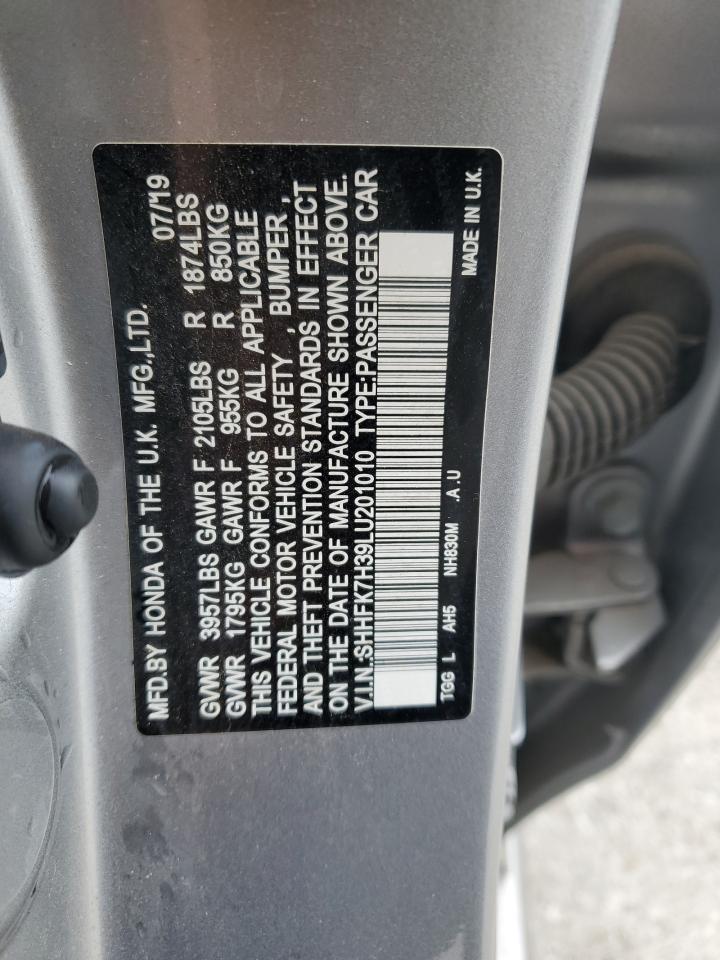 MFD.BY HONDA OF THE U.K. MFG.,LTD. 07/19
GVWR 3957LBS GAWR F 2105LBS R 1874LBS
GVWR 1795KG GAWR F 955KG R 850KG
THIS VEHICLE CONFORMS TO ALL APPLICABLE
FEDERAL MOTOR VEHICLE SAFETY , BUMPER ,
AND THEFT PREVENTION STANDARDS IN EFFECT
ON THE DATE OF MANUFACTURE SHOWN ABOVE.
V.I.N.:SHHFK7H39LU201010 TYPE:PASSENGER CAR
TGG L AH5 NH830M .A .U MADE IN U.K.